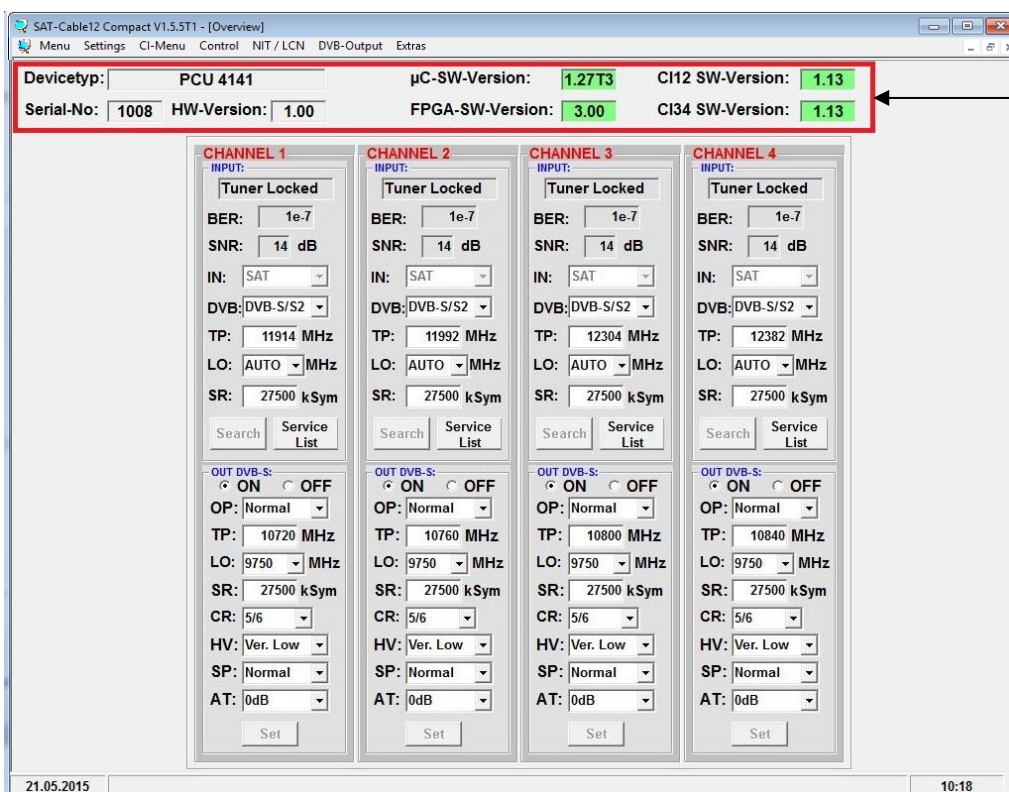 SAT-Cable12 Compact V1.5.5T1 - [Overview]
Menu Settings CI-Menu Control NIT / LCN DVB-Output Extras
Devicetyp: PCU 4141 µC-SW-Version: 1.27T3 CI12 SW-Version: 1.13
Serial-No: 1008 HW-Version: 1.00 FPGA-SW-Version: 3.00 CI34 SW-Version: 1.13
CHANNEL 1
INPUT:
Tuner Locked
BER: 1e-7
SNR: 14 dB
IN: SAT
DVB: DVB-S/S2
TP: 11914 MHz
LO: AUTO MHz
SR: 27500 kSym
Search Service
List
OUT DVB-S:
ON OFF
OP: Normal
TP: 10720 MHz
LO: 9750 MHz
SR: 27500 kSym
CR: 5/6
HV: Ver. Low
SP: Normal
AT: 0dB
Set
CHANNEL 2
INPUT:
Tuner Locked
BER: 1e-7
SNR: 14 dB
IN: SAT
DVB: DVB-S/S2
TP: 11992 MHz
LO: AUTO MHz
SR: 27500 kSym
Search Service
List
OUT DVB-S:
ON OFF
OP: Normal
TP: 10760 MHz
LO: 9750 MHz
SR: 27500 kSym
CR: 5/6
HV: Ver. Low
SP: Normal
AT: 0dB
Set
CHANNEL 3
INPUT:
Tuner Locked
BER: 1e-7
SNR: 14 dB
IN: SAT
DVB: DVB-S/S2
TP: 12304 MHz
LO: AUTO MHz
SR: 27500 kSym
Search Service
List
OUT DVB-S:
ON OFF
OP: Normal
TP: 10800 MHz
LO: 9750 MHz
SR: 27500 kSym
CR: 5/6
HV: Ver. Low
SP: Normal
AT: 0dB
Set
CHANNEL 4
INPUT:
Tuner Locked
BER: 1e-7
SNR: 14 dB
IN: SAT
DVB: DVB-S/S2
TP: 12382 MHz
LO: AUTO MHz
SR: 27500 kSym
Search Service
List
OUT DVB-S:
ON OFF
OP: Normal
TP: 10840 MHz
LO: 9750 MHz
SR: 27500 kSym
CR: 5/6
HV: Ver. Low
SP: Normal
AT: 0dB
Set
21.05.2015 10:18